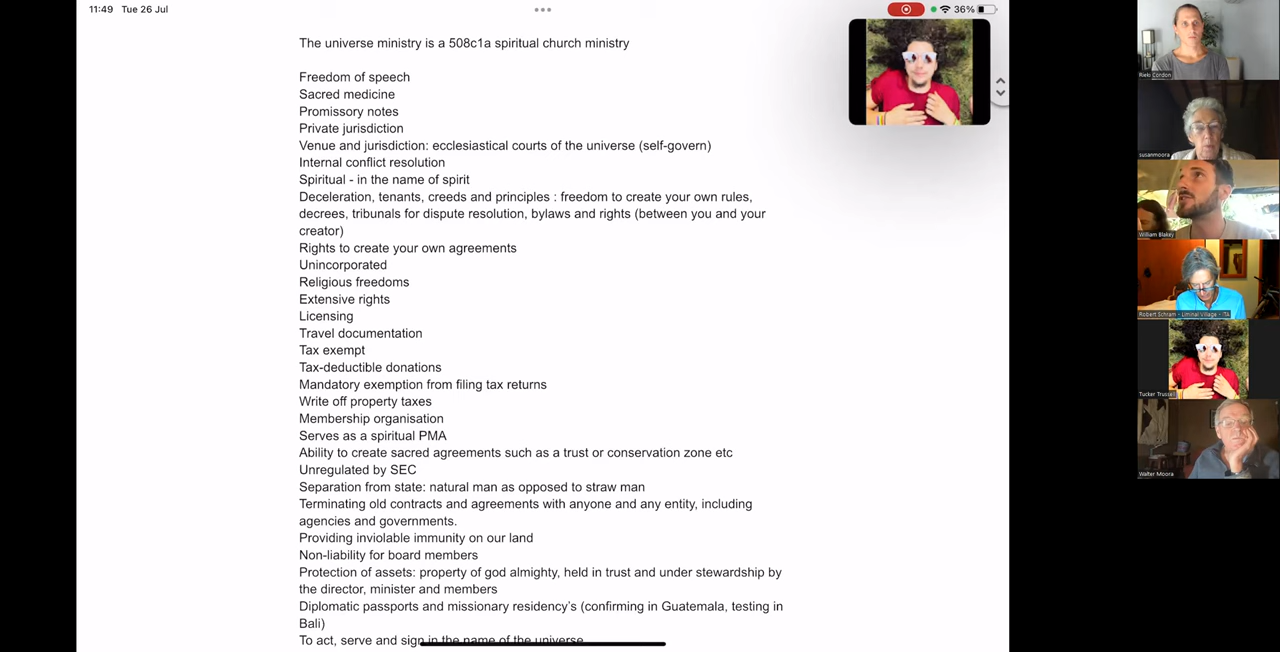 11:49 Tue 26 Jul
36%
The universe ministry is a 508c1a spiritual church ministry
Freedom of speech
Sacred medicine
Promissory notes
Private jurisdiction
Venue and jurisdiction: ecclesiastical courts of the universe (self-govern)
Internal conflict resolution
Spiritual - in the name of spirit
Deceleration, tenants, creeds and principles : freedom to create your own rules,
decrees, tribunals for dispute resolution, bylaws and rights (between you and your
creator)
Rights to create your own agreements
Unincorporated
Religious freedoms
Extensive rights
Licensing
Travel documentation
Tax exempt
Tax-deductible donations
Mandatory exemption from filing tax returns
Write off property taxes
Membership organisation
Serves as a spiritual PMA
Ability to create sacred agreements such as a trust or conservation zone etc
Unregulated by SEC
Separation from state: natural man as opposed to straw man
Terminating old contracts and agreements with anyone and any entity, including
agencies and governments.
Providing inviolable immunity on our land
Non-liability for board members
Protection of assets: property of god almighty, held in trust and under stewardship by
the director, minister and members
Diplomatic passports and missionary residency's (confirming in Guatemala, testing in
Bali)
To act, serve and sign in the name of the universe
Rieki Cordon
susanmoora
William Blakey
Robert Schram - Liminal Village - ITA
Tucker Trussell
Walter Moora